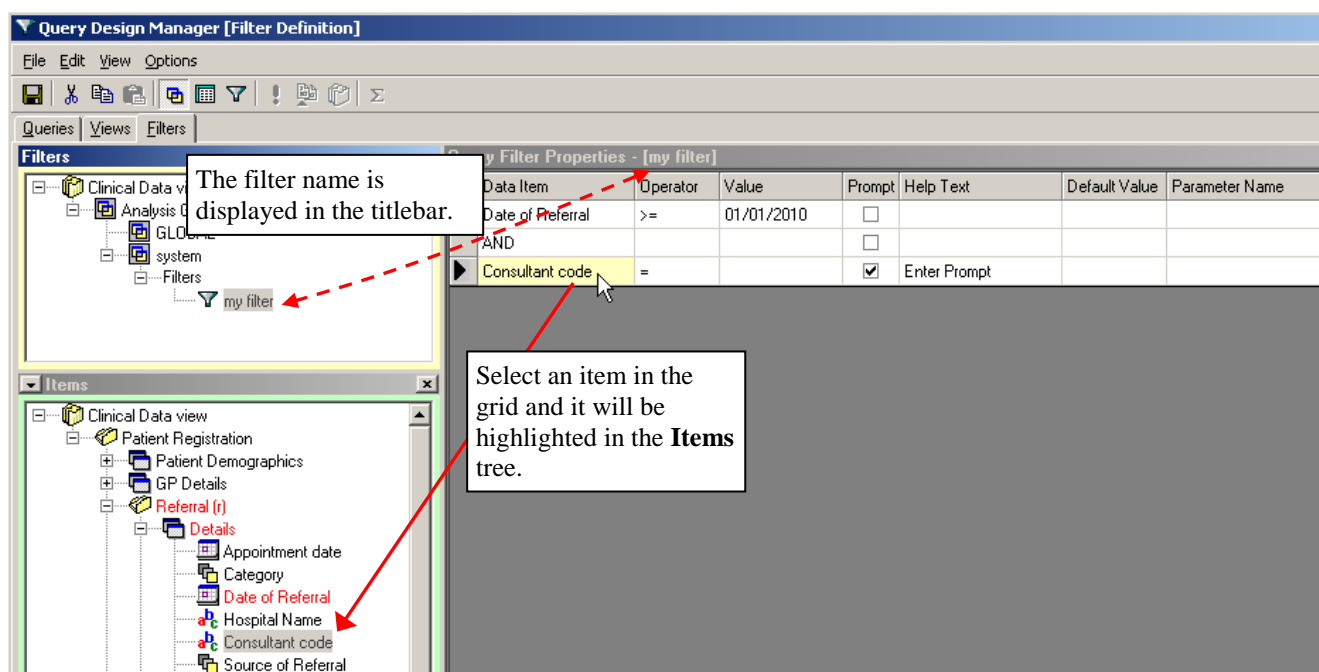 Query Design Manager [Filter Definition]
File Edit View Options
Queries Views Filters
Filters
Clinical Data vi
Analysis
GLOBAL
system
Filters
my filter
The filter name is
displayed in the titlebar.
y Filter Properties - [my filter]
Data Item Operator Value Prompt Help Text Default Value Parameter Name
Date of Referral >= 01/01/2010
AND
Consultant code = Enter Prompt
Select an item in the
grid and it will be
highlighted in the Items
tree.
Items
Clinical Data view
Patient Registration
Patient Demographics
GP Details
Referral (r)
Details
Appointment date
Category
Date of Referral
Hospital Name
Consultant code
Source of Referral